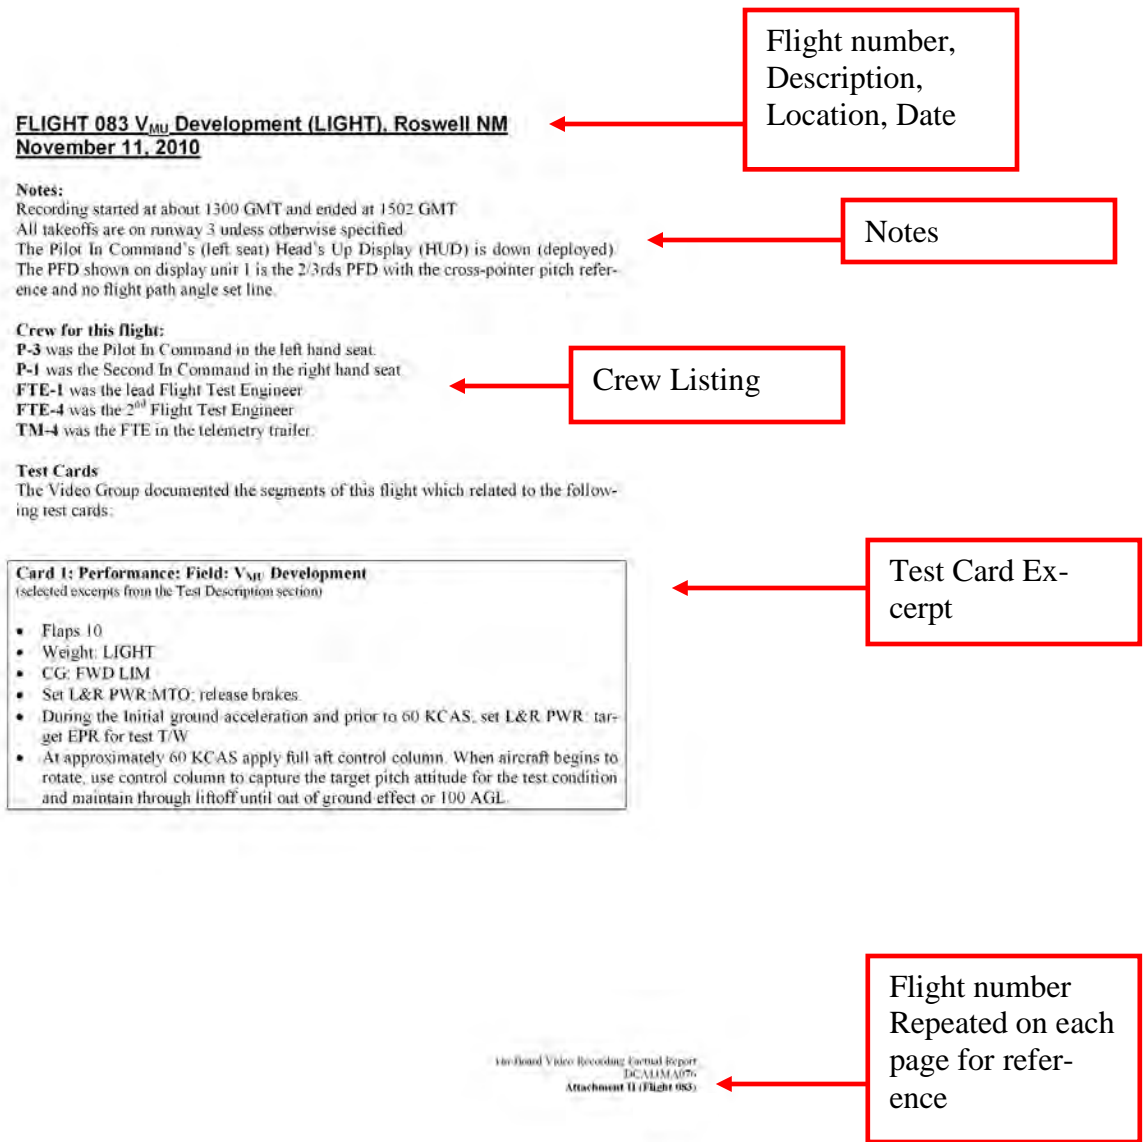 Flight number,
Description,
Location, Date
FLIGHT 083 VMU Development (LIGHT), Roswell NM
November 11, 2010
Notes:
Recording started at about 1300 GMT and ended at 1502 GMT
All takeoffs are on runway 3 unless otherwise specified
The Pilot In Command's (left seat) Head's Up Display (HUD) is down (deployed).
The PFD shown on display unit 1 is the 2/3rds PFD with the cross-pointer pitch refer-
ence and no flight path angle set line.
Notes
Crew for this flight:
P-3 was the Pilot In Command in the left hand seat.
P-1 was the Second In Command in the right hand seat
FTE-1 was the lead Flight Test Engineer
FTE-4 was the 2nd Flight Test Engineer
TM-4 was the FTE in the telemetry trailer.
Crew Listing
Test Cards
The Video Group documented the segments of this flight which related to the follow-
ing test cards:
Card 1: Performance: Field: VMU Development
(selected excerpts from the Test Description section)
• Flaps 10
• Weight: LIGHT
• CG: FWD LIM
• Set L&R PWR:MTO; release brakes.
• During the Initial ground acceleration and prior to 60 KCAS, set L&R PWR: tar-
get EPR for test T/W
• At approximately 60 KCAS apply full aft control column. When aircraft begins to
rotate, use control column to capture the target pitch attitude for the test condition
and maintain through liftoff until out of ground effect or 100 AGL.
Test Card Ex-
cerpt
On-Board Video Recording Factual Report
DCA11MA076
Attachment II (Flight 083)
Flight number
Repeated on each
page for refer-
ence